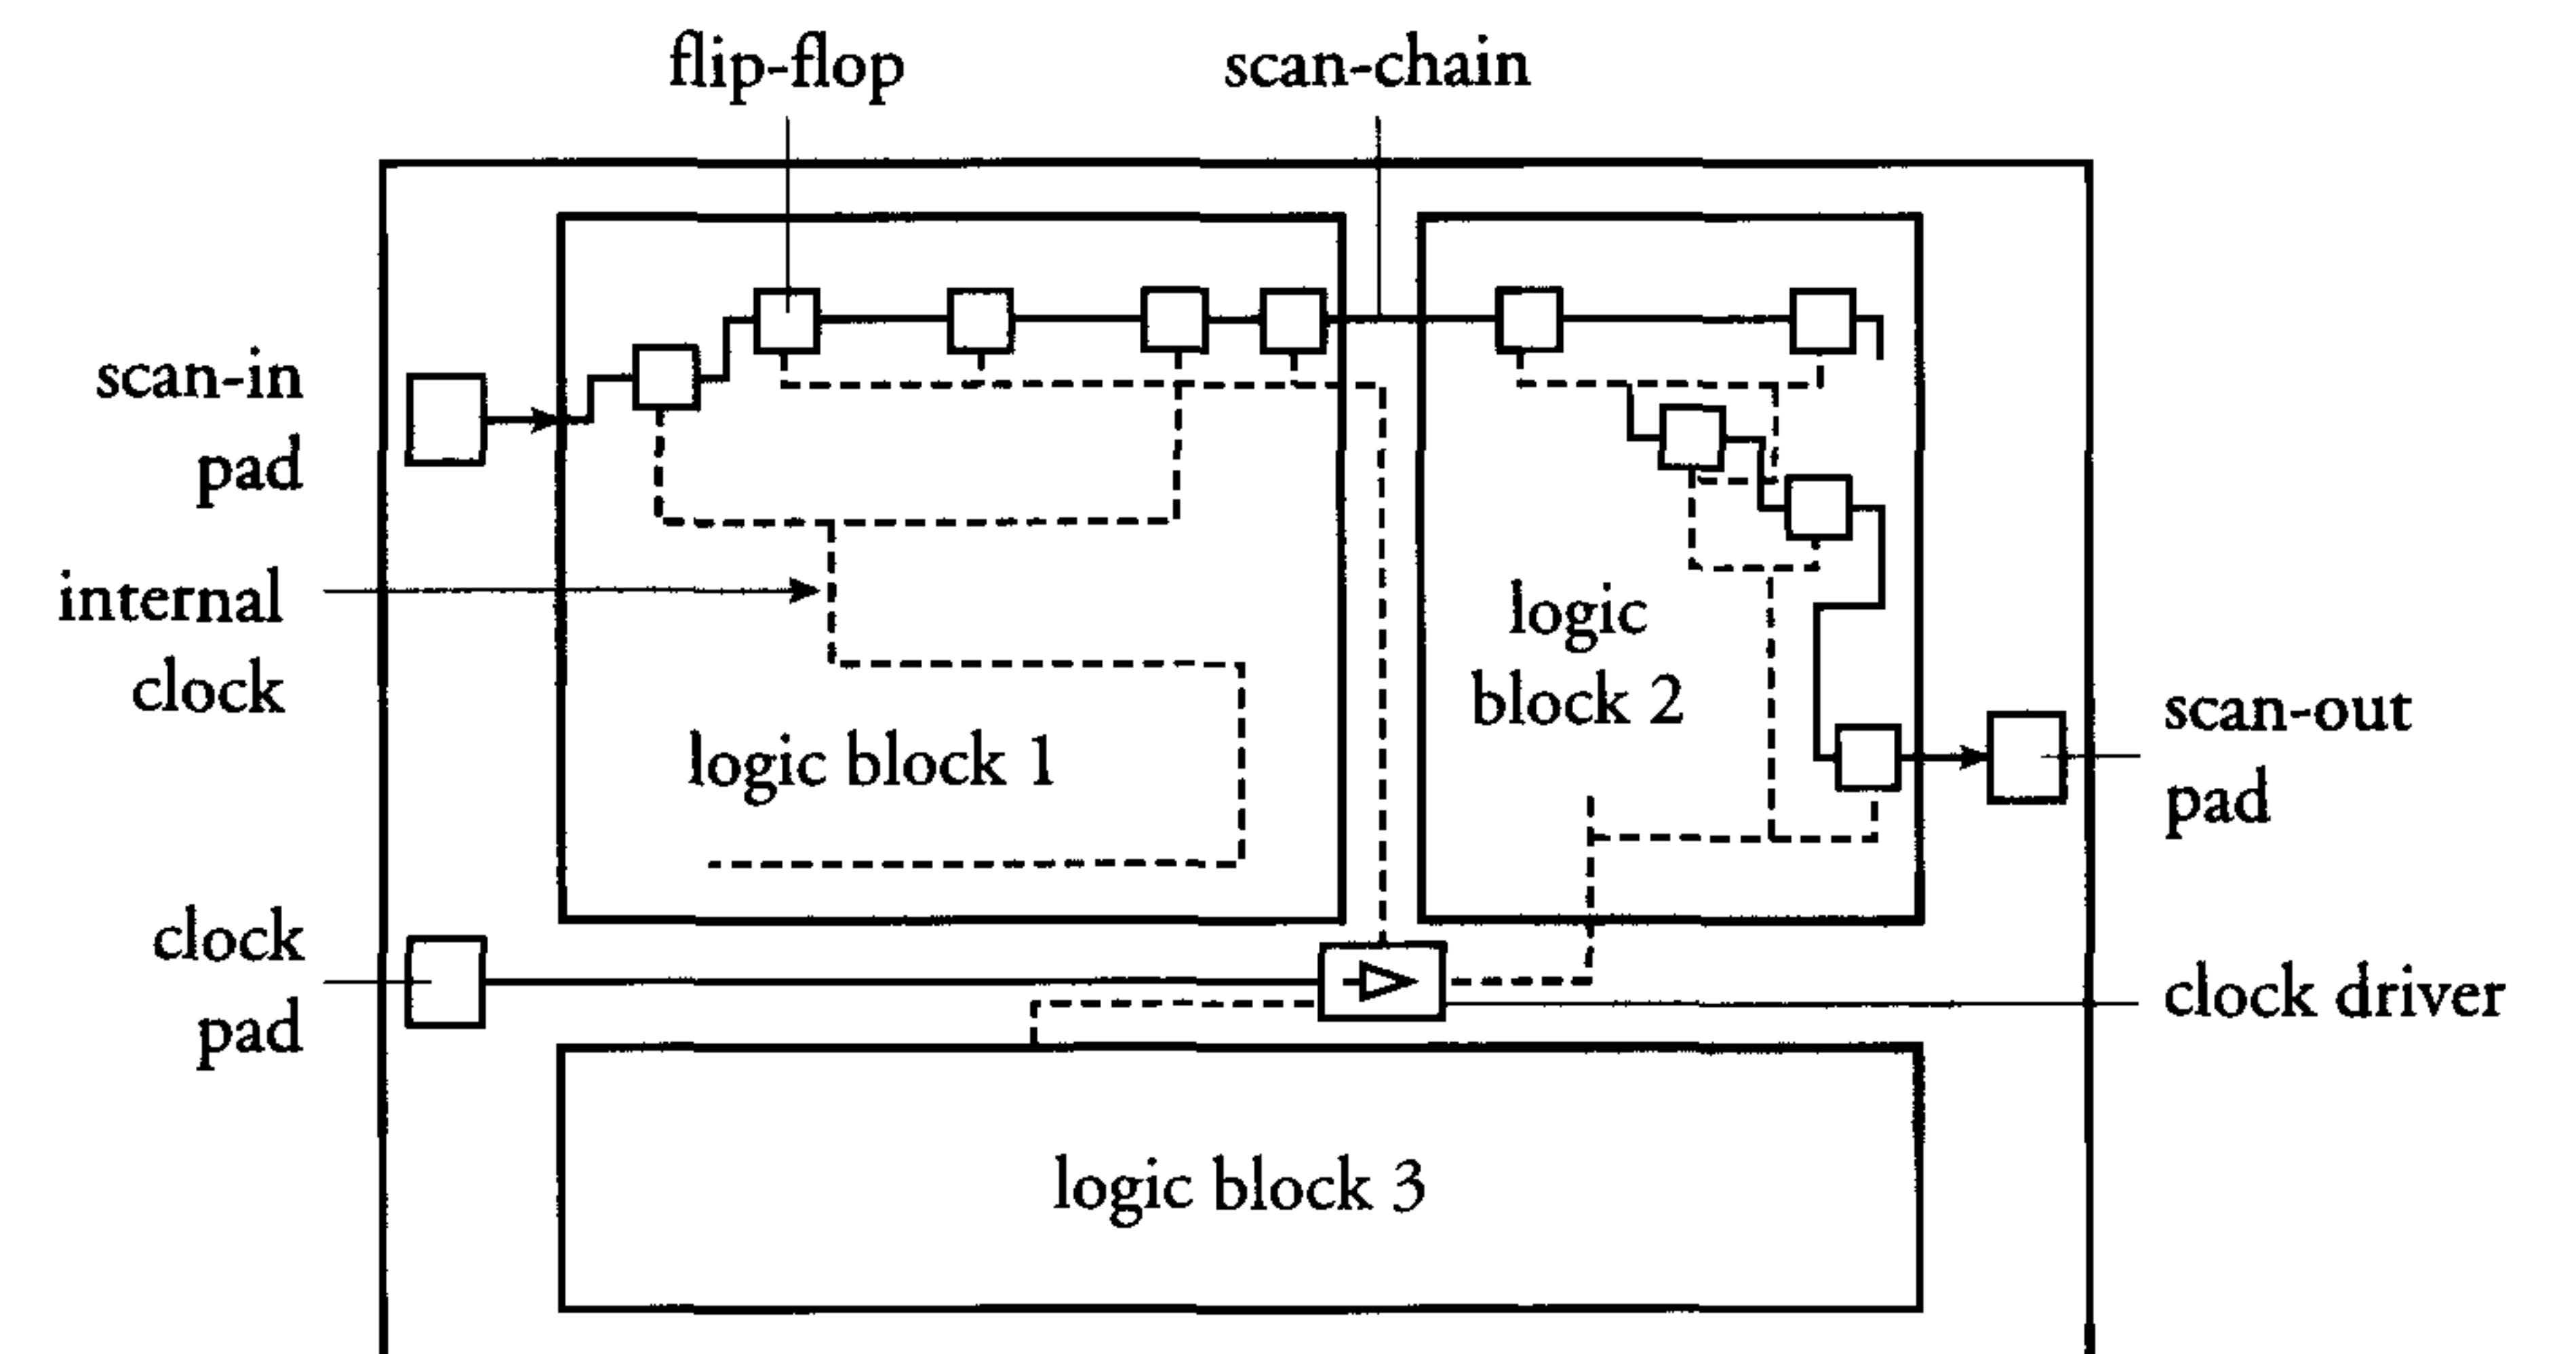 flip-flop
scan-chain
scan-in
pad
internal
clock
logic
block 2
logic block 1
scan-out
pad
clock
pad
clock driver
logic block 3